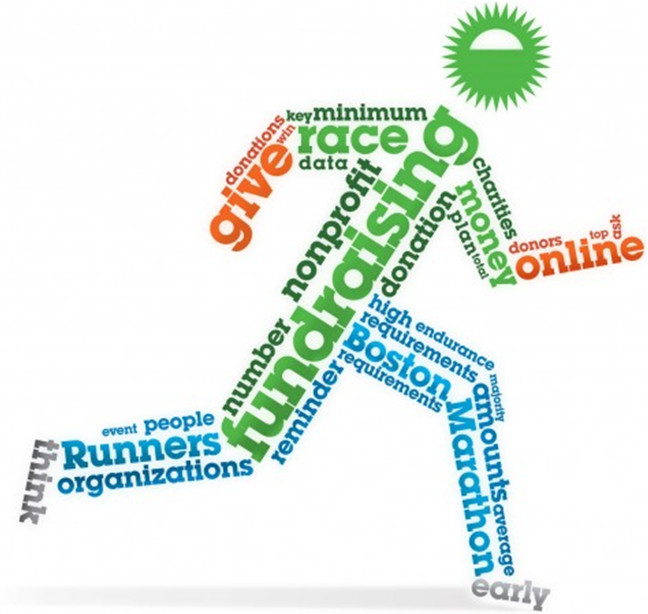 key
minimum
donations
win
race
give
data
fundraising
nonprofit
charities
money
plan
total
donation
donors
top
ask
online
high
endurance
requirements
Boston
requirements
number
reminder
majority
amounts
event
people
Runners
organizations
think
Marathon
average
early